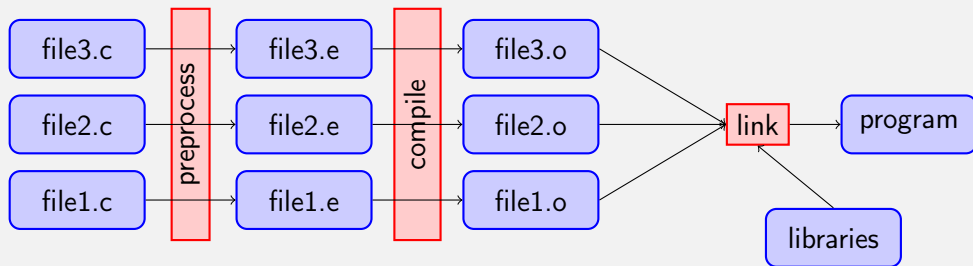 file3.c
preprocess
file3.e
compile
file3.o
file2.c
file2.e
file2.o
link
program
file1.c
file1.e
file1.o
libraries